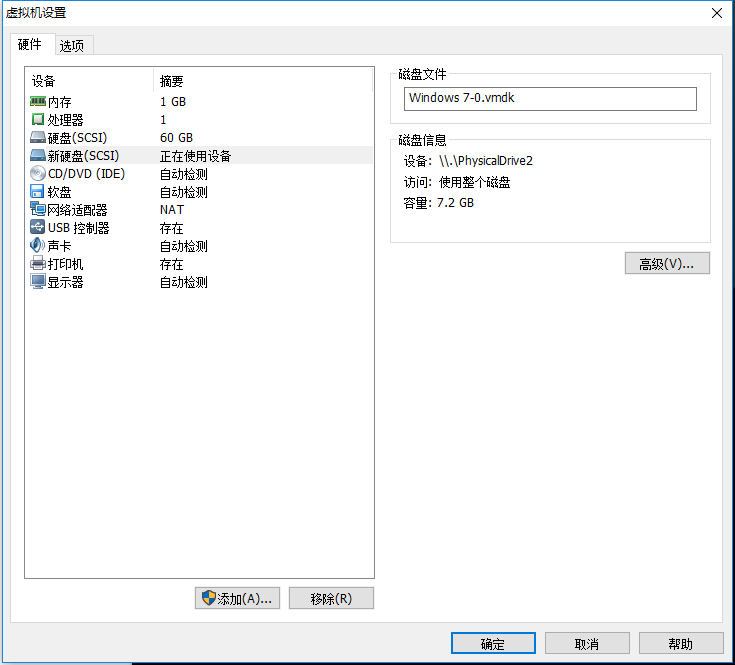 虚拟机设置
硬件 选项
设备 摘要
内存 1 GB
处理器 1
硬盘(SCSI) 60 GB
新硬盘(SCSI) 正在使用设备
CD/DVD (IDE) 自动检测
软盘 自动检测
网络适配器 NAT
USB 控制器 存在
声卡 自动检测
打印机 存在
显示器 自动检测
添加(A)... 移除(R)
磁盘文件
Windows 7-0.vmdk
磁盘信息
设备: \\.\PhysicalDrive2
访问: 使用整个磁盘
容量: 7.2 GB
高级(V)...
确定 取消 帮助